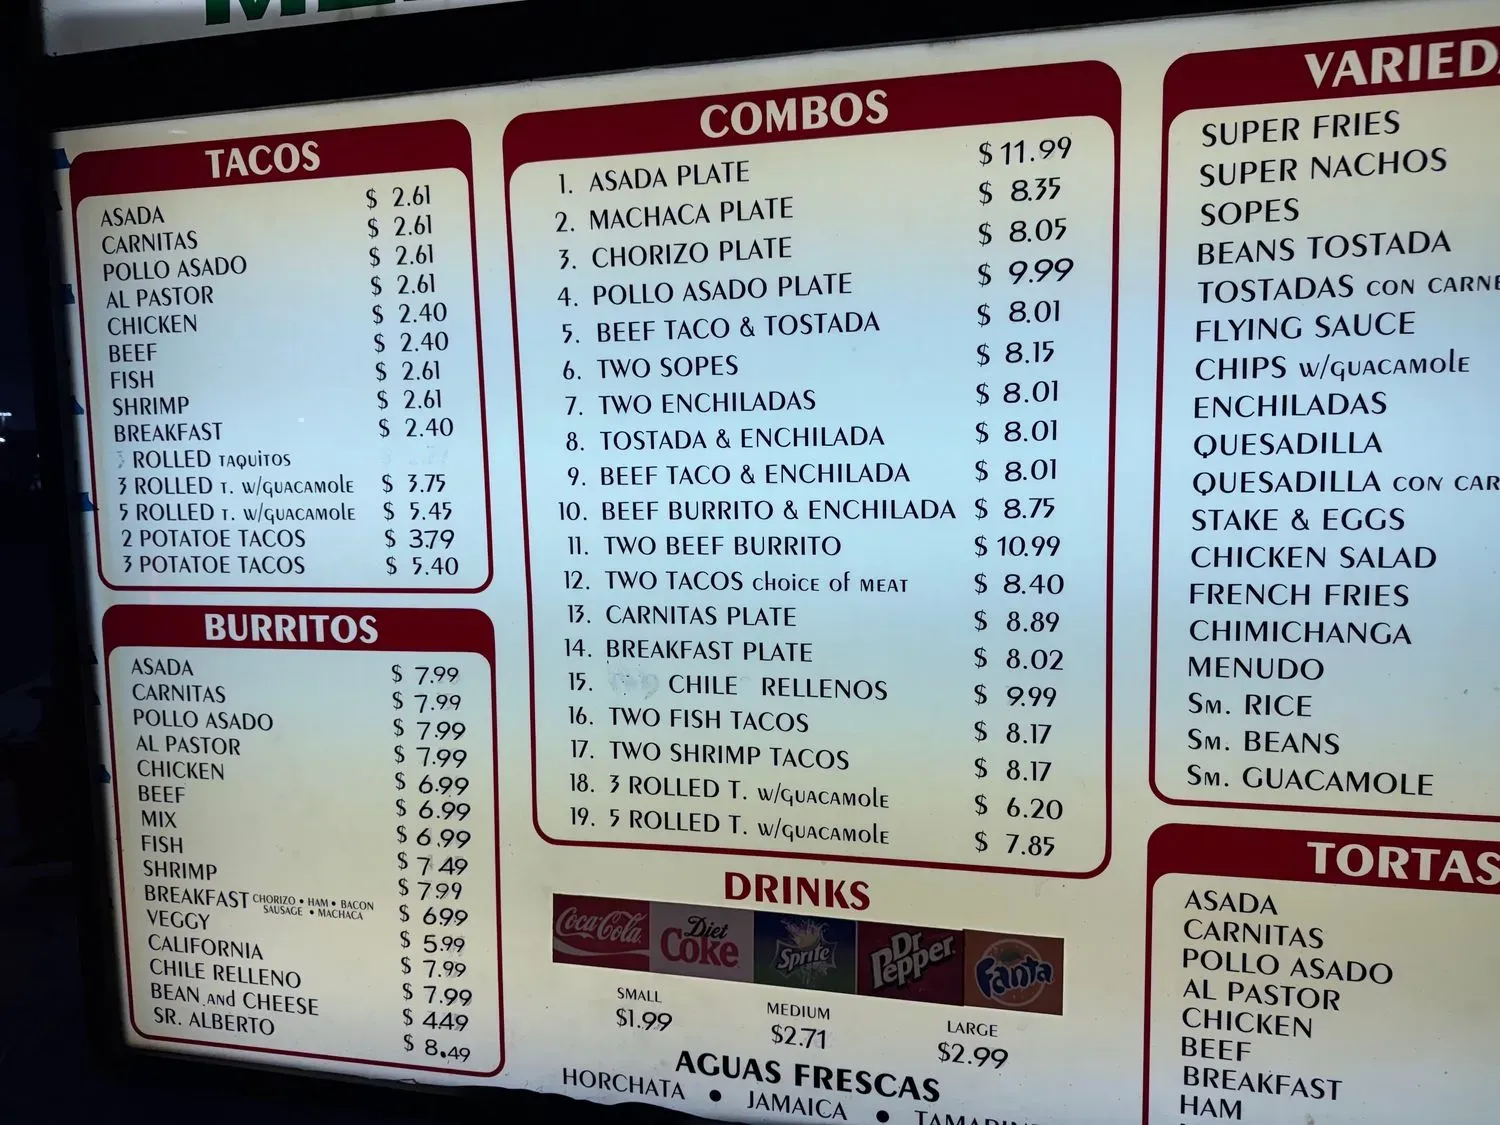 TACOS
ASADA $ 2.61
CARNITAS $ 2.61
POLLO ASADO $ 2.61
AL PASTOR $ 2.61
CHICKEN $ 2.40
BEEF $ 2.40
FISH $ 2.61
SHRIMP $ 2.61
BREAKFAST $ 2.40
ROLLED TAQUITOS
3 ROLLED T. W/GUACAMOLE $ 3.75
5 ROLLED T. W/GUACAMOLE $ 5.45
2 POTATOE TACOS $ 3.79
3 POTATOE TACOS $ 5.40
BURRITOS
ASADA $ 7.99
CARNITAS $ 7.99
POLLO ASADO $ 7.99
AL PASTOR $ 7.99
CHICKEN $ 6.99
BEEF $ 6.99
MIX $ 6.99
FISH $ 7.49
SHRIMP $ 7.99
BREAKFAST CHORIZO • HAM • BACON SAUSAGE • MACHACA $ 6.99
VEGGY $ 5.99
CALIFORNIA $ 7.99
CHILE RELLENO $ 7.99
BEAN and CHEESE $ 4.49
SR. ALBERTO $ 8.49
COMBOS
1. ASADA PLATE $ 11.99
2. MACHACA PLATE $ 8.35
3. CHORIZO PLATE $ 8.05
4. POLLO ASADO PLATE $ 9.99
5. BEEF TACO & TOSTADA $ 8.01
6. TWO SOPES $ 8.15
7. TWO ENCHILADAS $ 8.01
8. TOSTADA & ENCHILADA $ 8.01
9. BEEF TACO & ENCHILADA $ 8.01
10. BEEF BURRITO & ENCHILADA $ 8.75
11. TWO BEEF BURRITO $ 10.99
12. TWO TACOS choice of MEAT $ 8.40
13. CARNITAS PLATE $ 8.89
14. BREAKFAST PLATE $ 8.02
15. CHILE RELLENOS $ 9.99
16. TWO FISH TACOS $ 8.17
17. TWO SHRIMP TACOS $ 8.17
18. 3 ROLLED T. W/GUACAMOLE $ 6.20
19. 5 ROLLED T. W/GUACAMOLE $ 7.85
DRINKS
Coca-Cola Diet Coke Sprite Dr Pepper Fanta
SMALL MEDIUM LARGE
$1.99 $2.71 $2.99
AGUAS FRESCAS
HORCHATA • JAMAICA •
SUPER FRIES
SUPER NACHOS
SOPES
BEANS TOSTADA
TOSTADAS CON CARNE
FLYING SAUCE
CHIPS W/GUACAMOLE
ENCHILADAS
QUESADILLA
QUESADILLA CON
STAKE & EGGS
CHICKEN SALAD
FRENCH FRIES
CHIMICHANGA
MENUDO
SM. RICE
SM. BEANS
SM. GUACAMOLE
TORTAS
ASADA
CARNITAS
POLLO ASADO
AL PASTOR
CHICKEN
BEEF
BREAKFAST
HAM